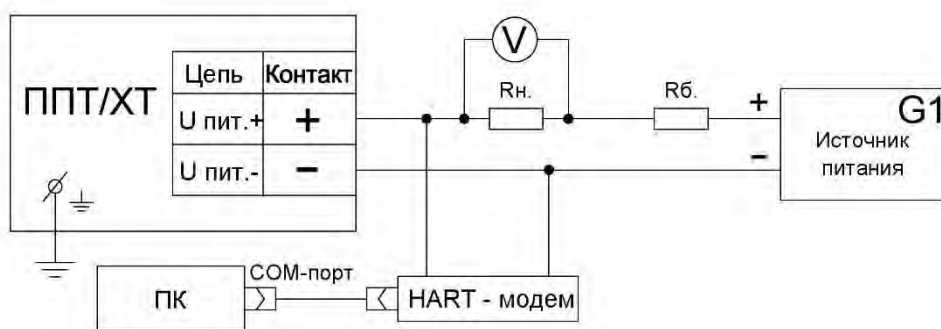 ППТ/ХТ
Цепь Контакт
U пит.+ +
U пит.- −
V
Rн.
Rб.
+
−
G1
Источник
питания
ПК
COM-порт
HART - модем